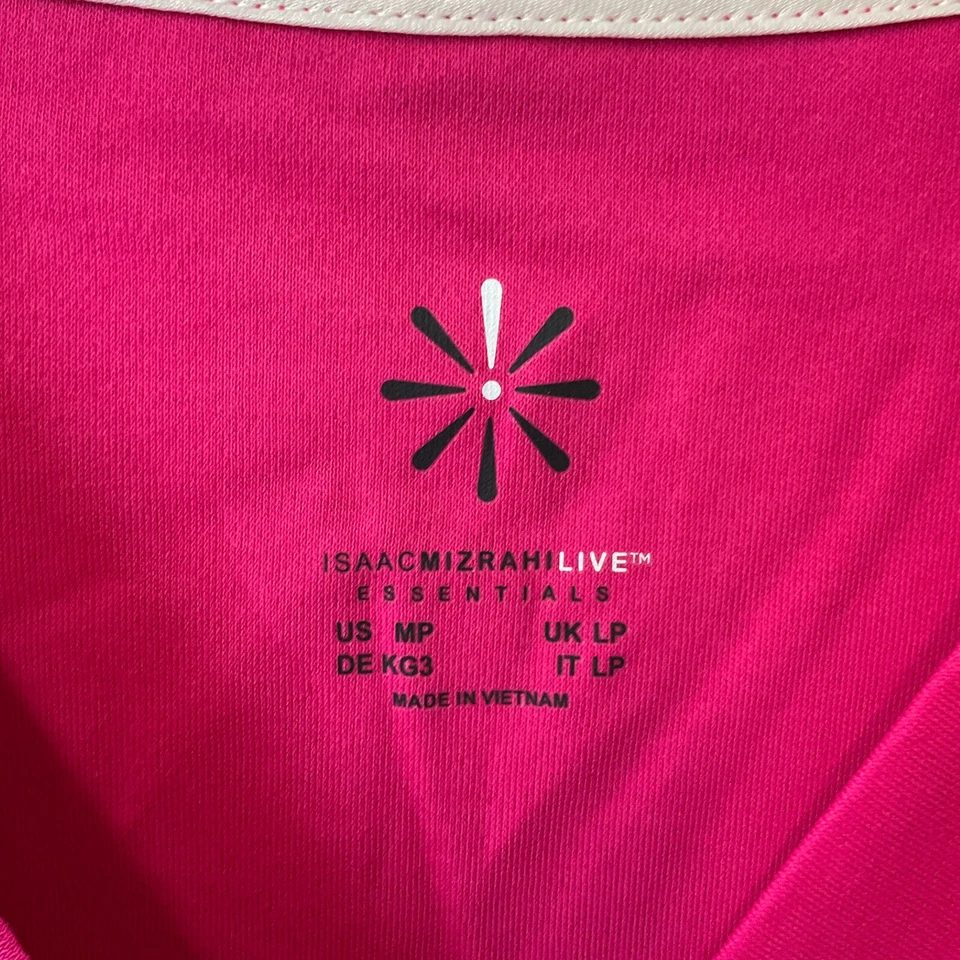 ISAACMIZRAHILIVE™
ESSENTIALS
US MP UK LP
DE KG3 IT LP
MADE IN VIETNAM